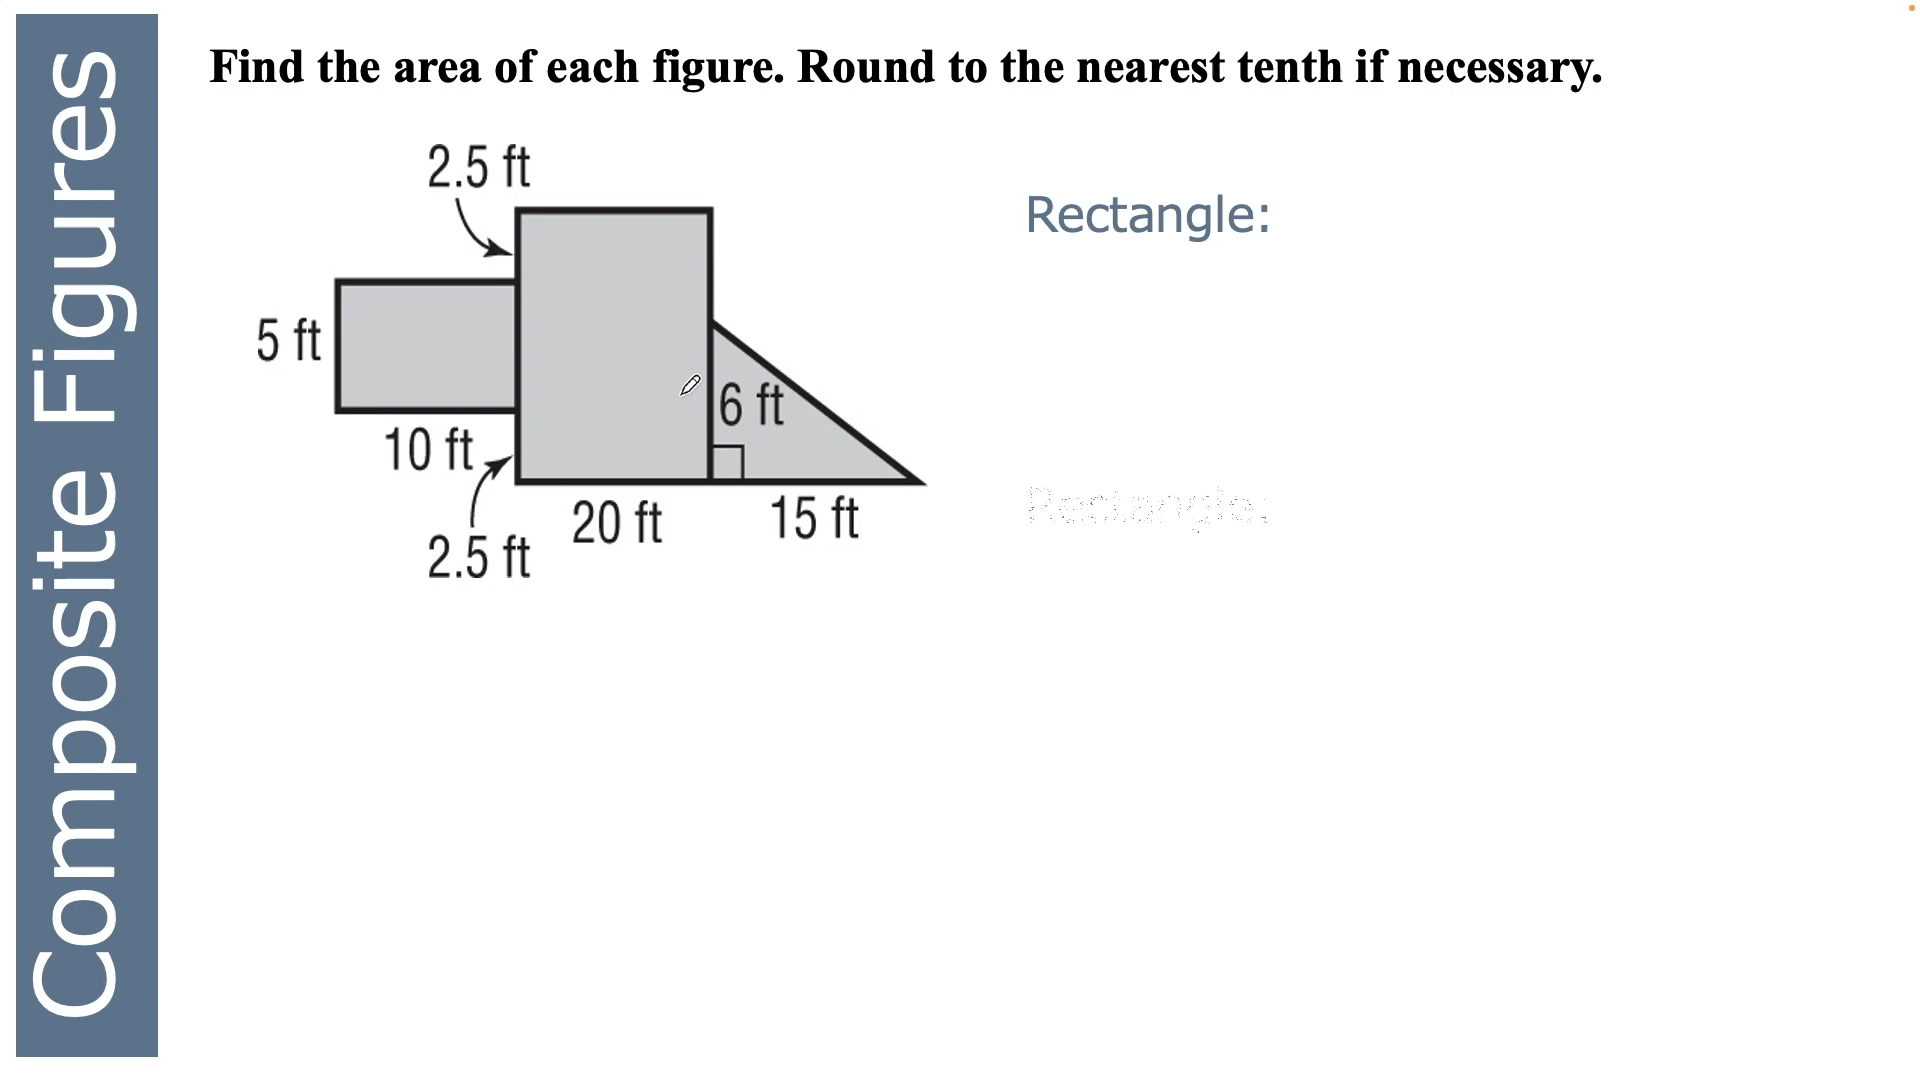 Composite Figures
Find the area of each figure. Round to the nearest tenth if necessary.
2.5 ft
Rectangle:
5 ft
6 ft
10 ft
Rectangle:
20 ft
15 ft
2.5 ft